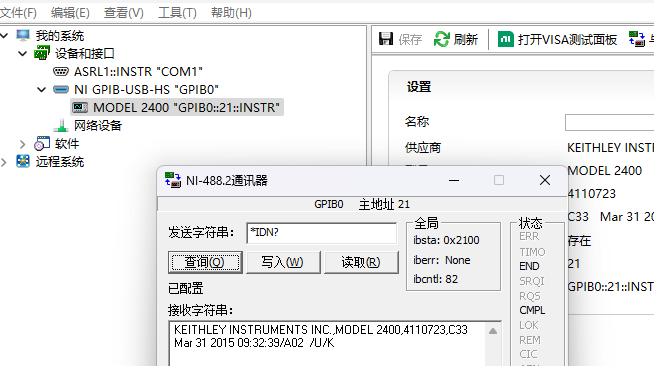 文件(F) 编辑(E) 查看(V) 工具(T) 帮助(H)
我的系统
设备和接口
ASRL1::INSTR "COM1"
NI GPIB-USB-HS "GPIB0"
MODEL 2400 "GPIB0::21::INSTR"
网络设备
软件
远程系统
保存 刷新 打开VISA测试面板
设置
名称
供应商 KEITHLEY INST
MODEL 2400
4110723
C33 Mar 31 201
存在
21
GPIB0::21::INS
NI-488.2通讯器
GPIB0 主地址 21
发送字符串: *IDN?
查询(Q) 写入(W) 读取(R)
已配置
接收字符串:
KEITHLEY INSTRUMENTS INC.,MODEL 2400,4110723,C33
Mar 31 2015 09:32:39/A02 /U/K
全局
ibsta: 0x2100
iberr: None
ibcntl: 82
状态
ERR
TIMO
END
SRQI
RQS
CMPL
LOK
REM
CIC